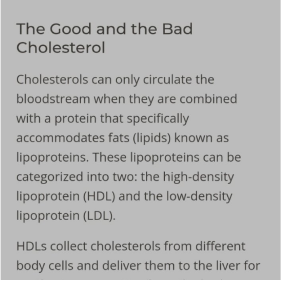 The Good and the Bad
Cholesterol
Cholesterols can only circulate the
bloodstream when they are combined
with a protein that specifically
accommodates fats (lipids) known as
lipoproteins. These lipoproteins can be
categorized into two: the high-density
lipoprotein (HDL) and the low-density
lipoprotein (LDL).
HDLs collect cholesterols from different
body cells and deliver them to the liver for